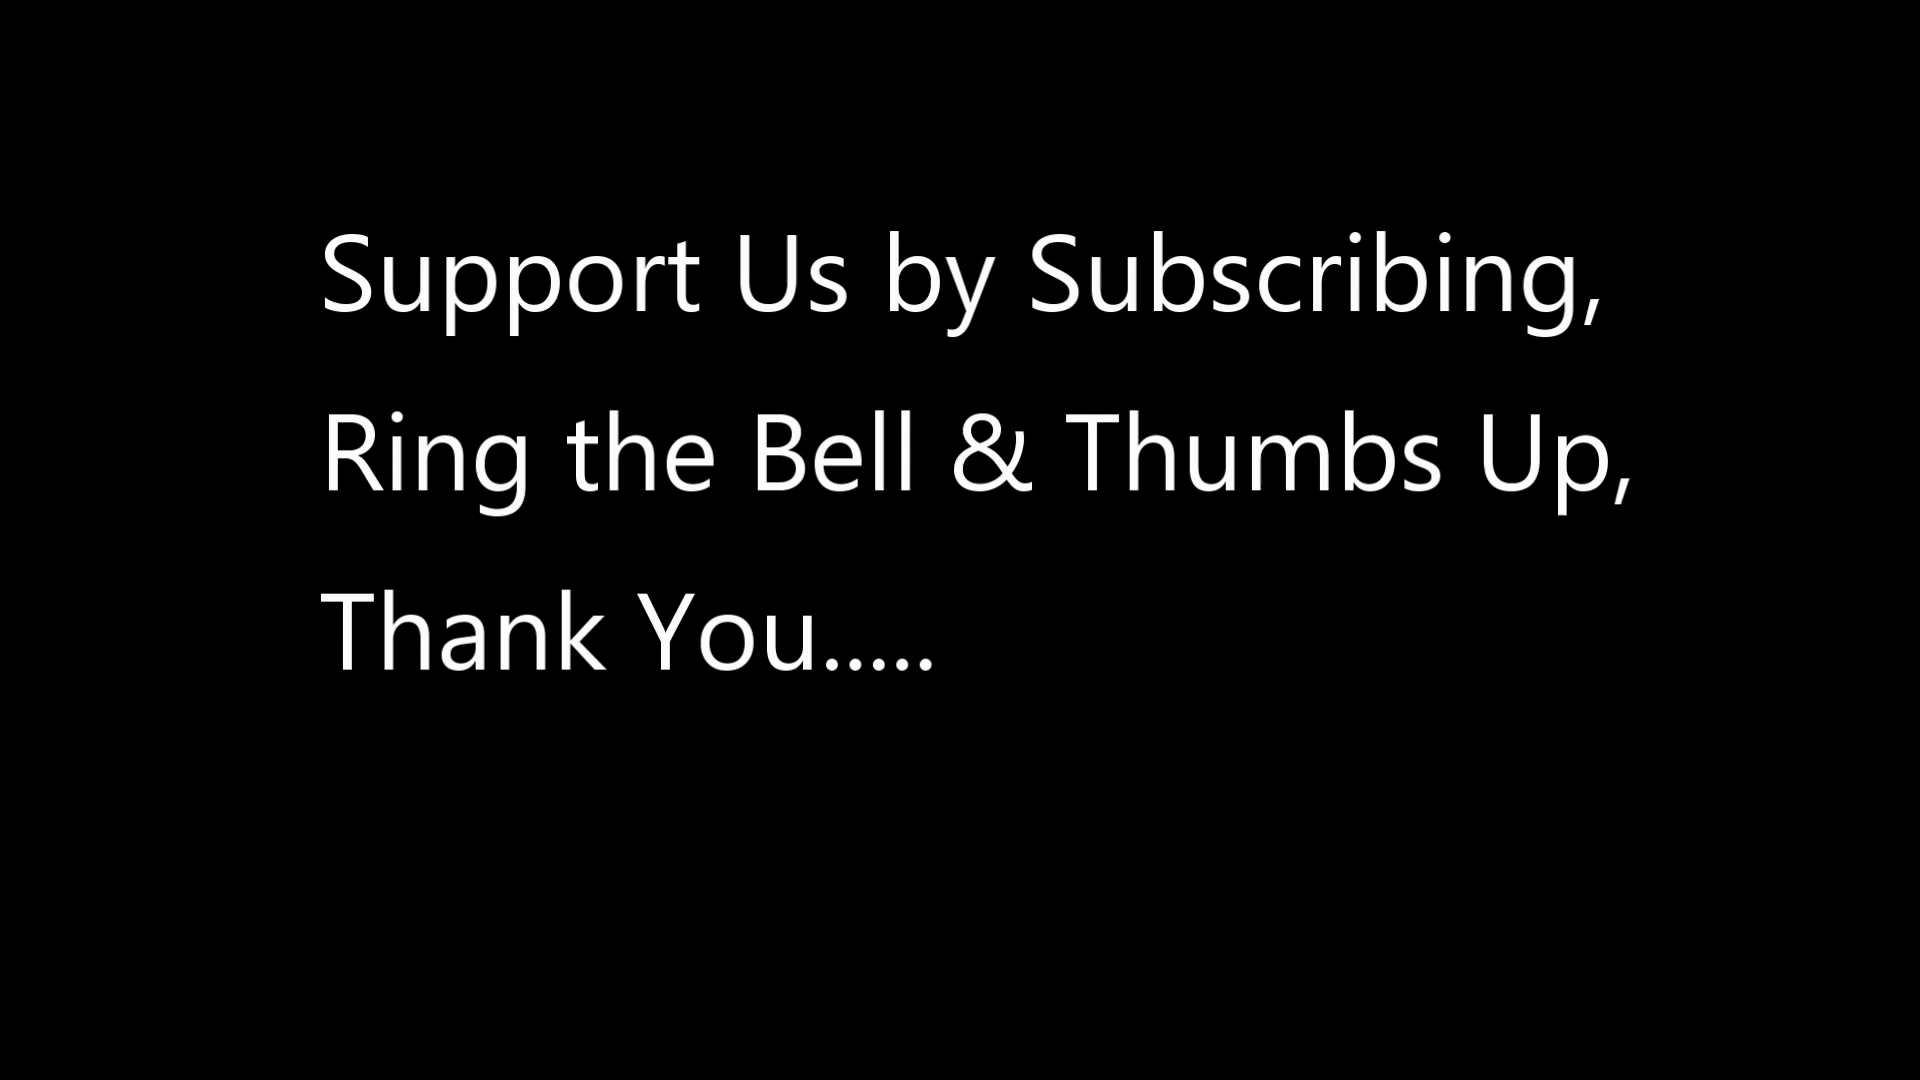 Support Us by Subscribing,
Ring the Bell & Thumbs Up,
Thank You.....